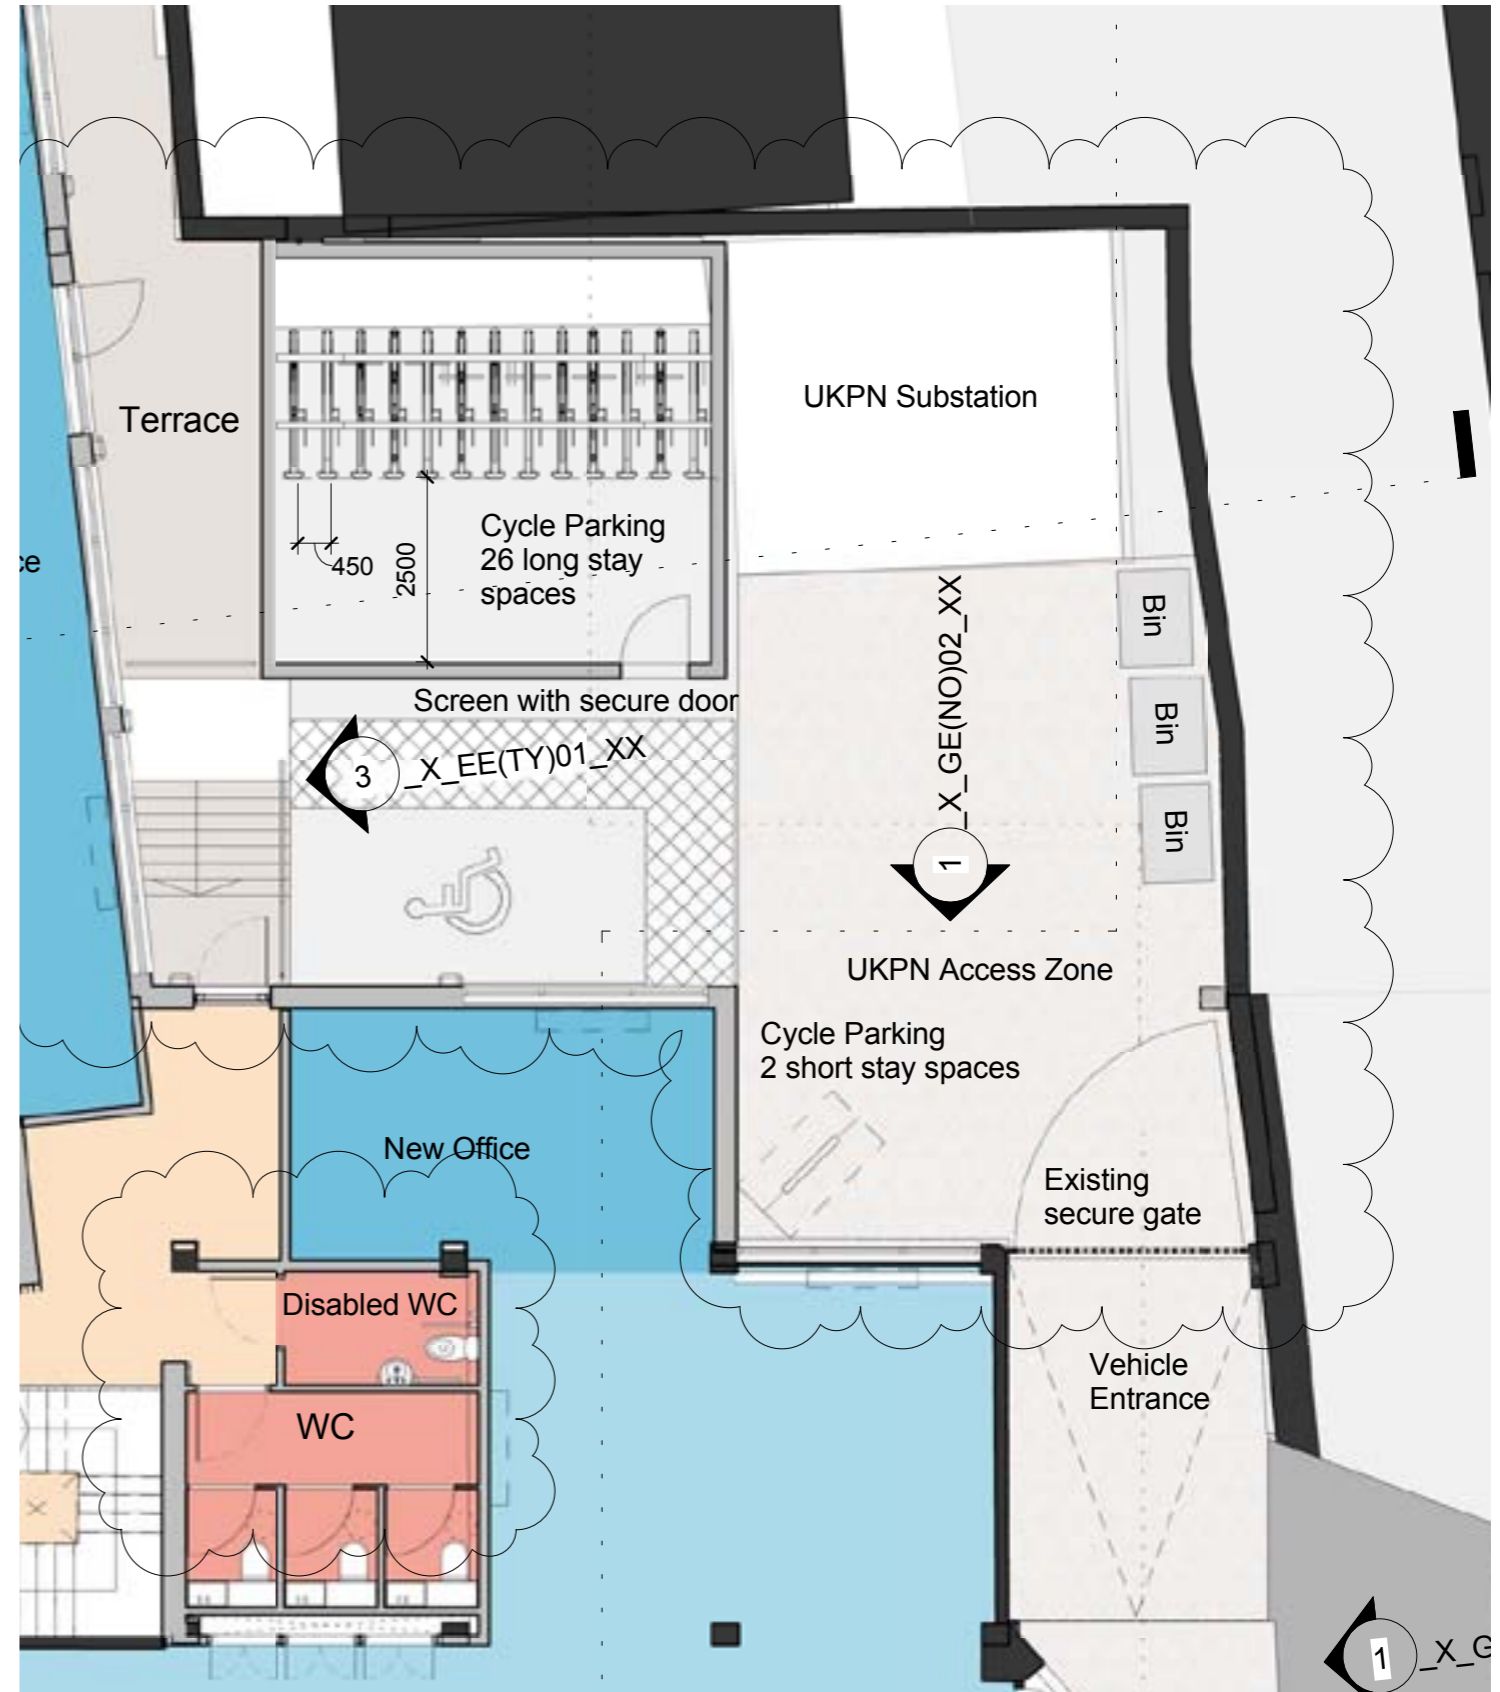 UKPN Substation
Terrace
Cycle Parking
26 long stay
spaces
450
2500
ce
Bin
Bin
Bin
_X_GE(NO)02_XX
1
Screen with secure door
3
_X_EE(TY)01_XX
UKPN Access Zone
Cycle Parking
2 short stay spaces
New Office
Existing
secure gate
Disabled WC
Vehicle
Entrance
WC
1
_X_G